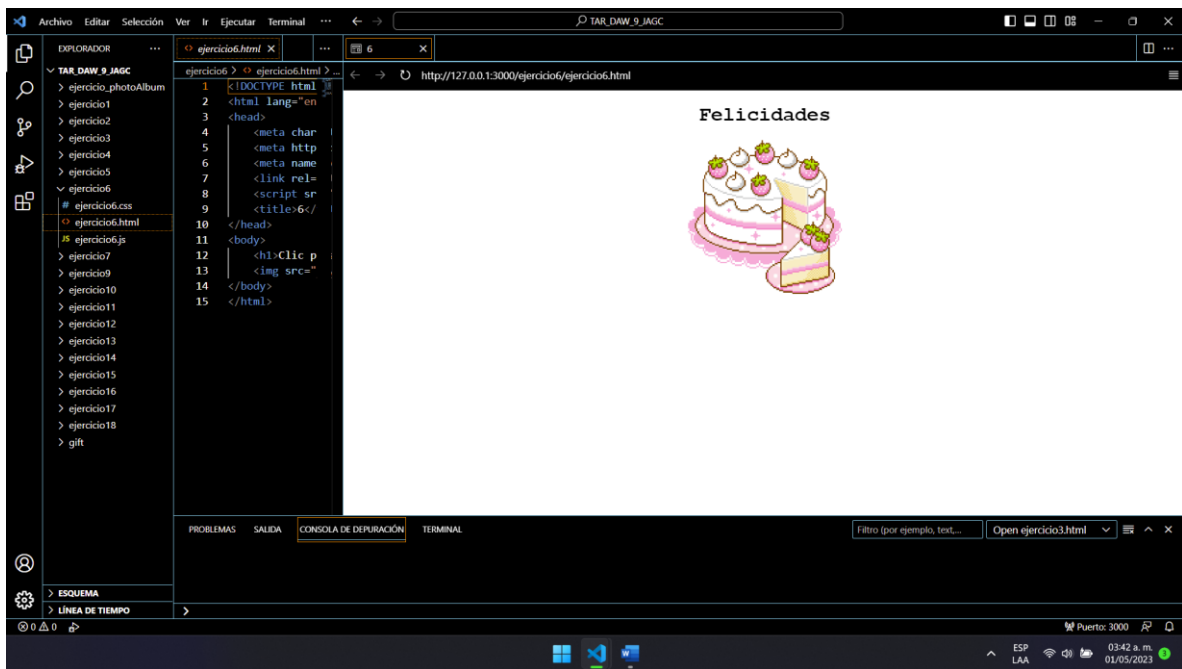 Archivo Editar Selección Ver Ir Ejecutar Terminal ··· TAR_DAW_9_JAGC
EXPLORADOR ···
TAR_DAW_9_JAGC
ejercicio_photoAlbum
ejercicio1
ejercicio2
ejercicio3
ejercicio4
ejercicio5
ejercicio6
# ejercicio6.css
<> ejercicio6.html
JS ejercicio6.js
ejercicio7
ejercicio9
ejercicio10
ejercicio11
ejercicio12
ejercicio13
ejercicio14
ejercicio15
ejercicio16
ejercicio17
ejercicio18
gift
ESQUEMA
LÍNEA DE TIEMPO
<> ejercicio6.html ···
ejercicio6 > <> ejercicio6.html > ...
1 <!DOCTYPE html
2 <html lang="en
3 <head>
4 <meta char
5 <meta http
6 <meta name
7 <link rel=
8 <script sr
9 <title>6</
10 </head>
11 <body>
12 <h1>Clic p
13 <img src="
14 </body>
15 </html>
6
http://127.0.0.1:3000/ejercicio6/ejercicio6.html
Felicidades
PROBLEMAS SALIDA CONSOLA DE DEPURACIÓN TERMINAL Filtro (por ejemplo, text,... Open ejercicio3.html
>
0 0 Puerto: 3000
ESP
LAA
03:42 a. m.
01/05/2023
3